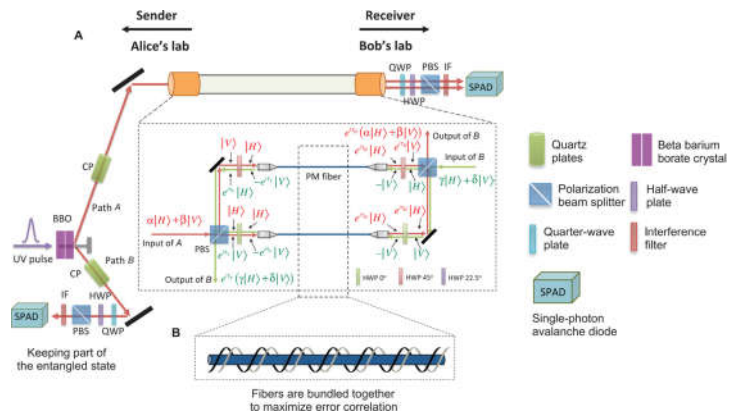 Sender
Receiver
A
Alice's lab
Bob's lab
QWP
PBS
IF
HWP
SPAD
CP
Path A
BBO
UV pulse
Path B
CP
HWP
IF
SPAD
PBS
QWP
Keeping part of
the entangled state
|V⟩
|H⟩
PM fiber
Output of B
Input of B
γ|H⟩+δ|V⟩
−|V⟩
|H⟩
α|H⟩+β|V⟩
Input of A
PBS
|H⟩
|H⟩
Output of B
−|V⟩
|V⟩
HWP 0°
HWP 45°
HWP 22.5°
B
Fibers are bundled together
to maximize error correlation
Quartz
plates
Beta barium
borate crystal
Polarization
beam splitter
Half-wave
plate
Quarter-wave
plate
Interference
filter
SPAD
Single-photon
avalanche diode